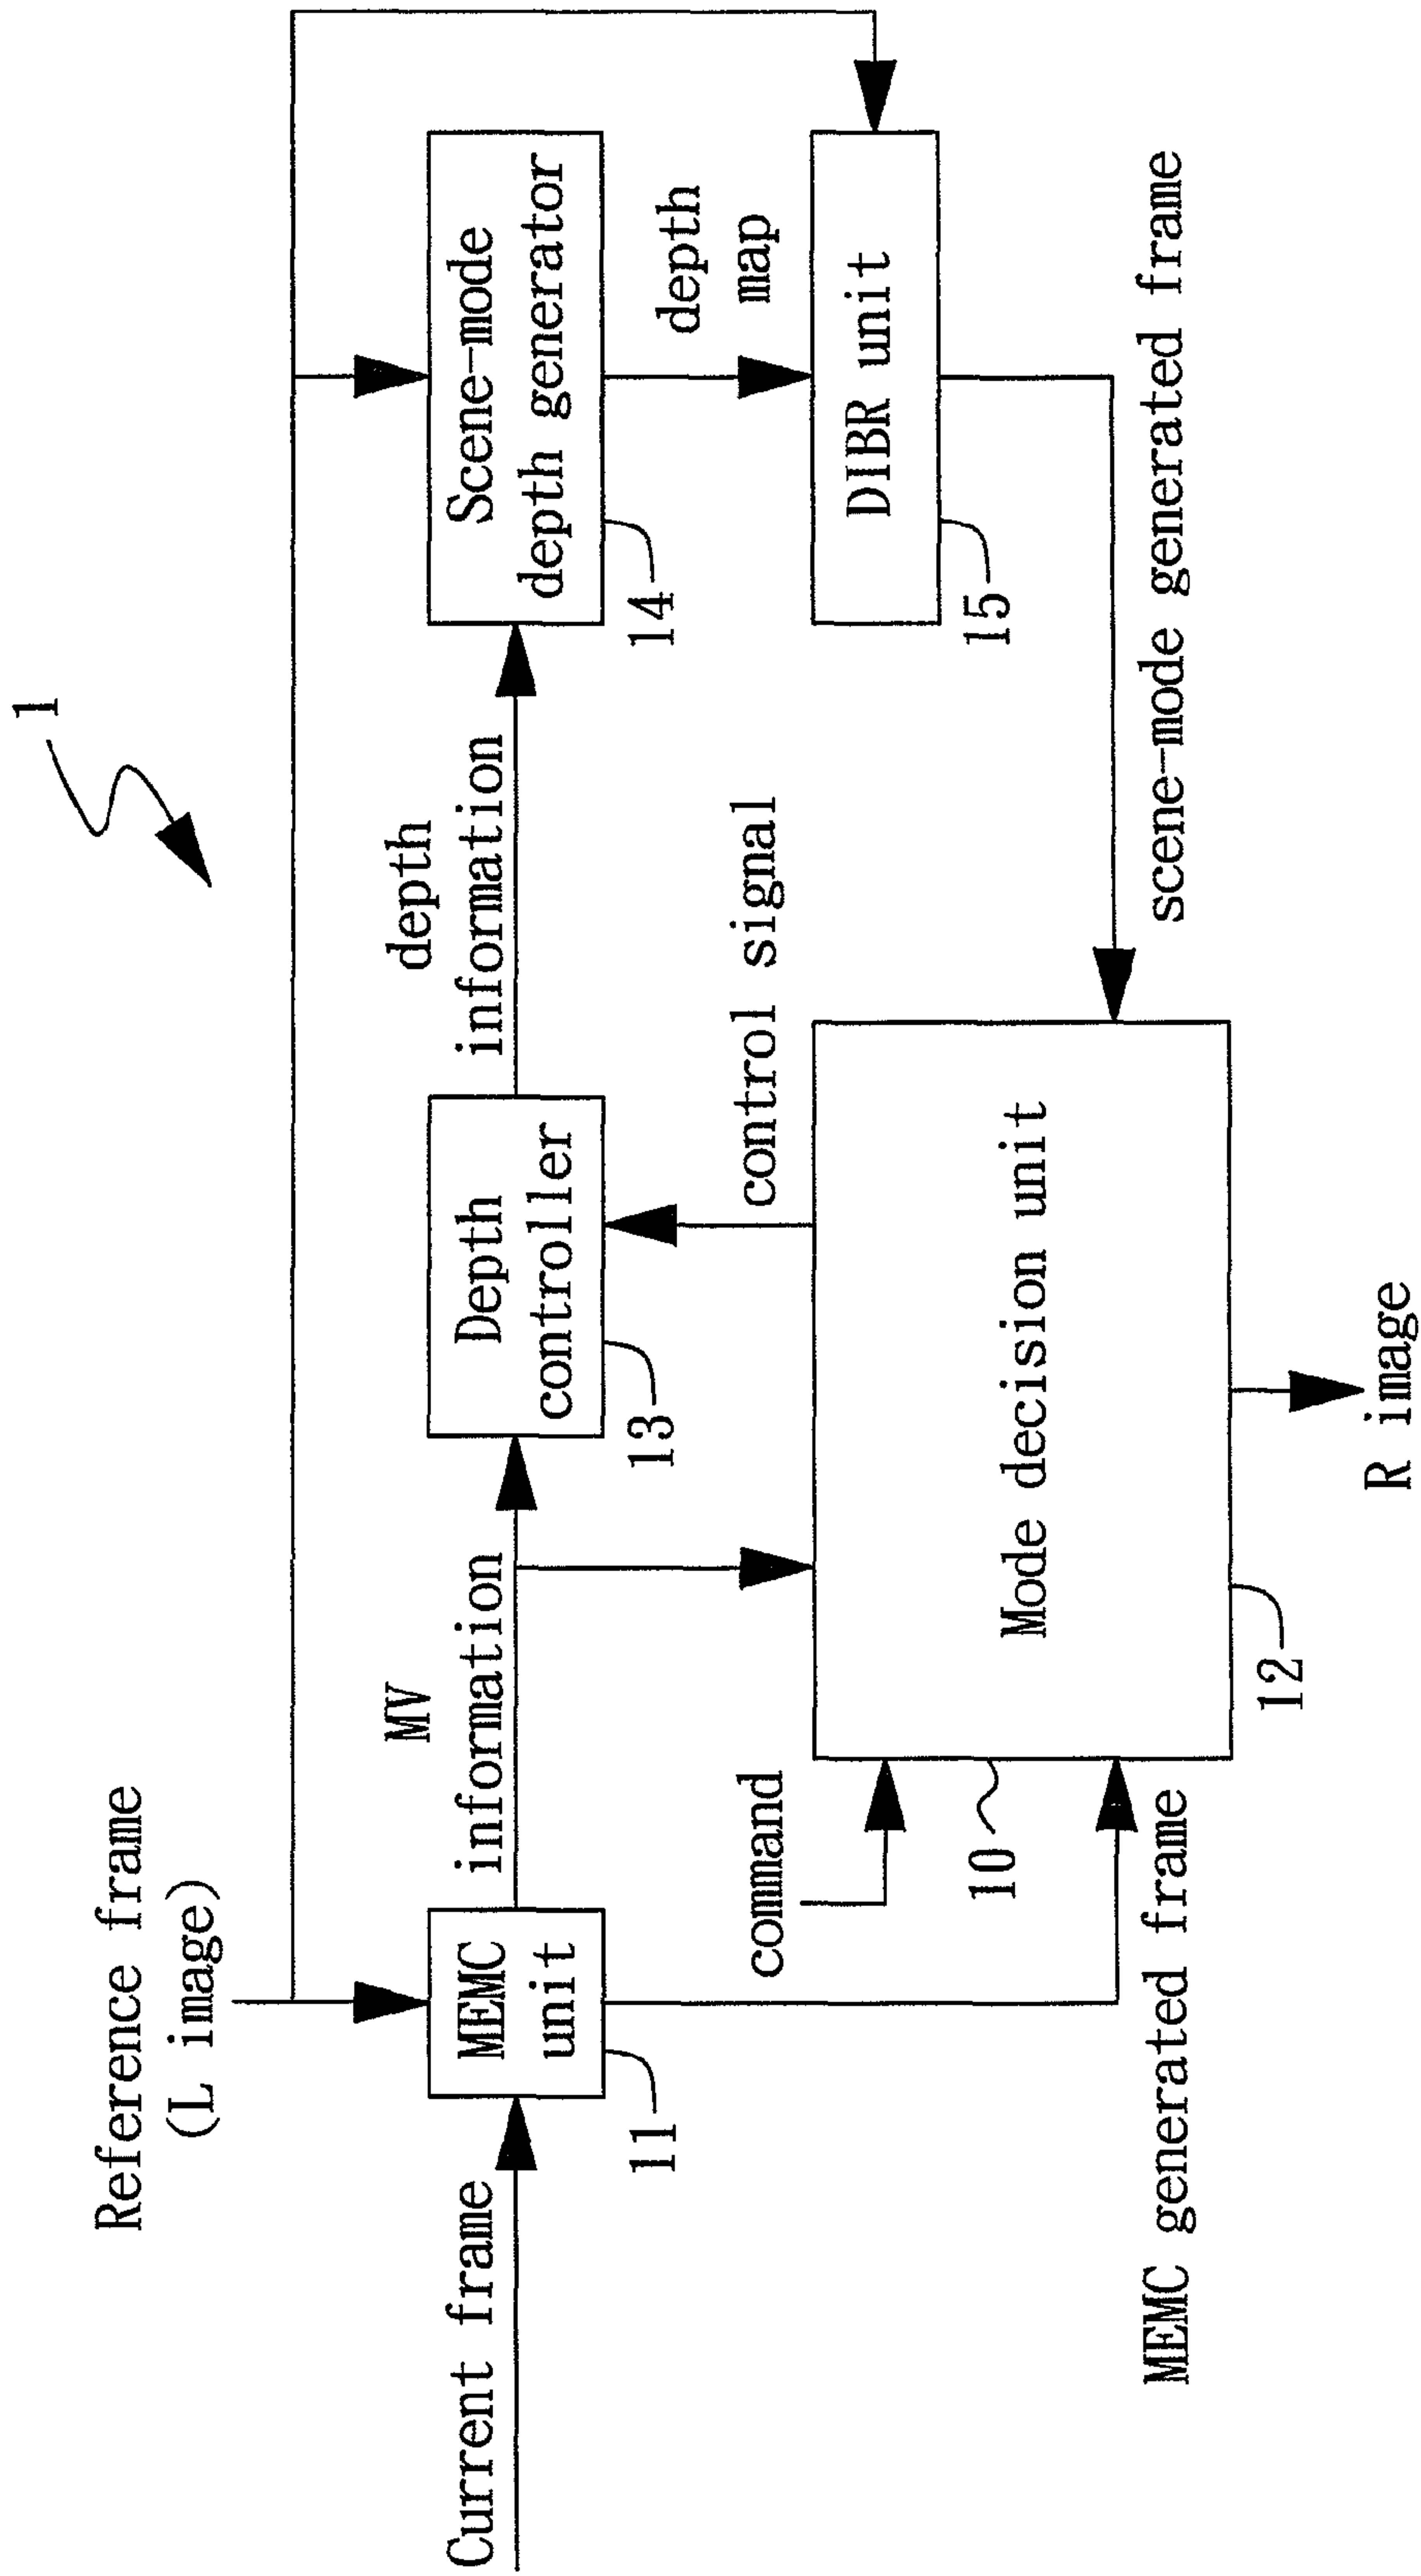 1
Reference frame
(L image)
Current frame
MEMC
unit
11
MV
information
Depth
controller
13
depth
information
Scene-mode
depth generator
14
depth
map
command
control signal
10
Mode decision unit
12
DIBR unit
15
MEMC generated frame
scene-mode generated frame
R image